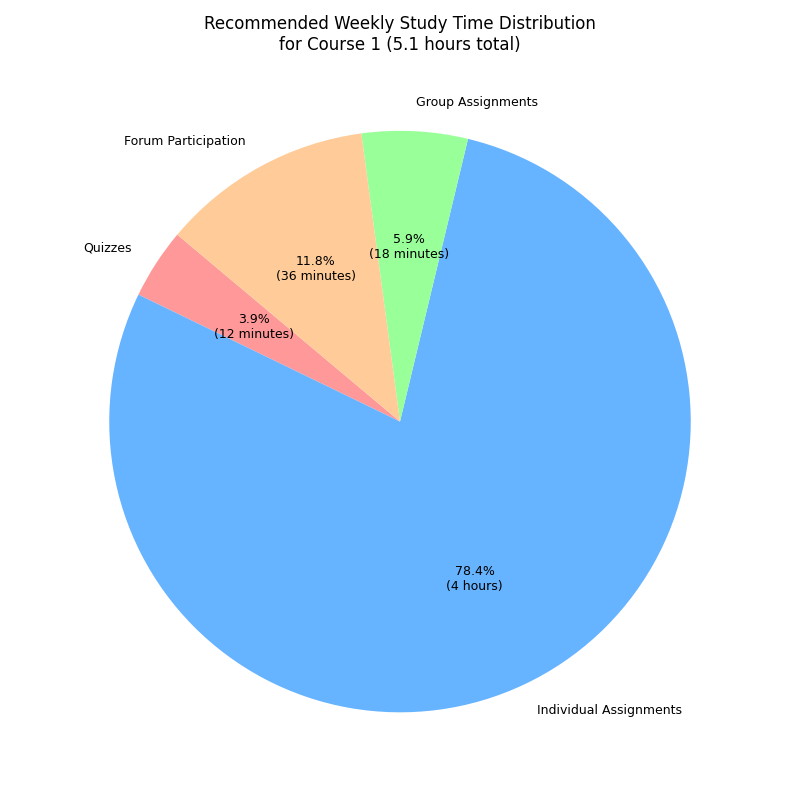 Recommended Weekly Study Time Distribution
for Course 1 (5.1 hours total)
Group Assignments
Forum Participation
Quizzes
5.9%
(18 minutes)
11.8%
(36 minutes)
3.9%
(12 minutes)
78.4%
(4 hours)
Individual Assignments